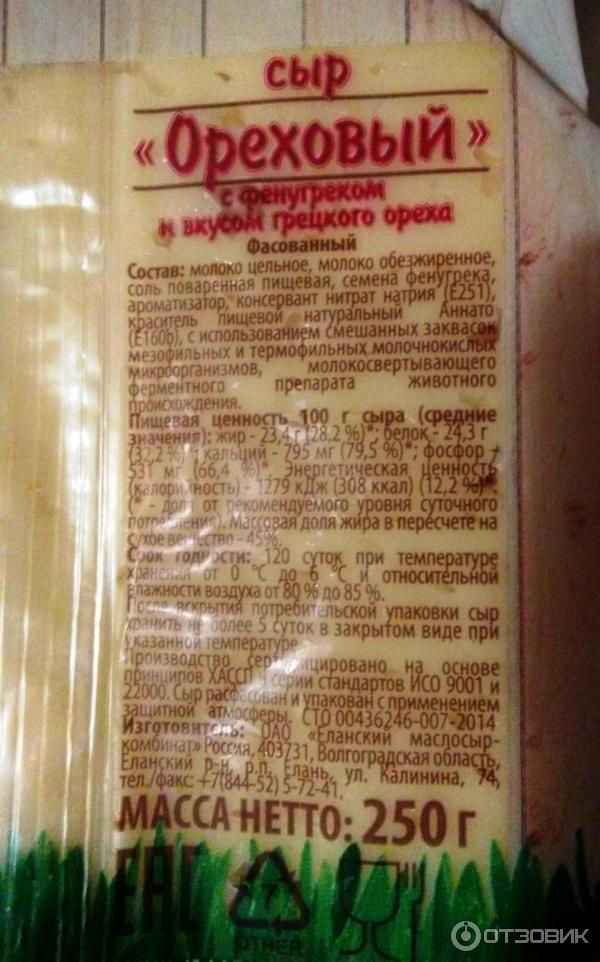 сыр
«Ореховый»
с фенугреком
и вкусом грецкого ореха
Фасованный
Состав: молоко цельное, молоко обезжиренное,
соль поваренная пищевая, семена фенугрека,
ароматизатор, консервант нитрат натрия (Е251),
краситель пищевой натуральный Аннато
(Е160b), с использованием смешанных заквасок
мезофильных и термофильных молочнокислых
микроорганизмов, молокосвертывающего
ферментного препарата животного
происхождения.
Пищевая ценность 100 г сыра (средние
значения): жир - 23,4 г (28,2 %)*; белок - 24,3 г
(32,2 %)*; кальций - 795 мг (79,5 %)*; фосфор -
531 мг (66,4 %)*. Энергетическая ценность
(калорийность) - 1279 кДж (308 ккал) (12,2 %)*.
(* - доля от рекомендуемого уровня суточного
потребления). Массовая доля жира в пересчете на
сухое вещество - 45%.
Срок годности: 120 суток при температуре
хранения от 0 °С до 6 °С и относительной
влажности воздуха от 80 % до 85 %.
После вскрытия потребительской упаковки сыр
хранить не более 5 суток в закрытом виде при
указанной температуре.
Производство сертифицировано на основе
принципов ХАССП и серии стандартов ИСО 9001 и
22000. Сыр расфасован и упакован с применением
защитной атмосферы. СТО 00436246-007-2014
Изготовитель: ОАО «Еланский маслосыр-
комбинат» Россия, 403731, Волгоградская область,
Еланский р-н, р.п. Елань, ул. Калинина, 74,
тел./факс: +7(844-52) 5-72-41.
МАССА НЕТТО: 250 г
ЕАС
7
OTHER
ОТЗОВИК